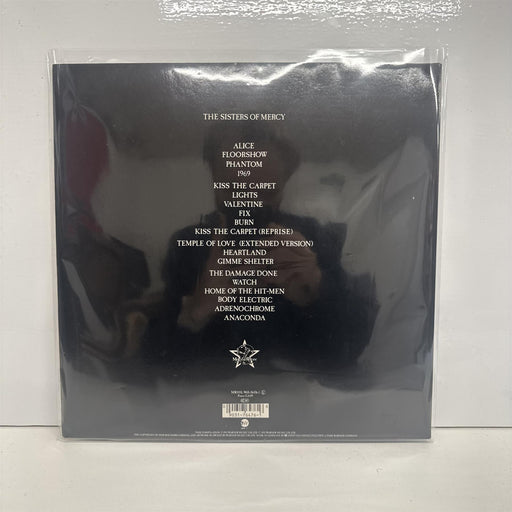 THE SISTERS OF MERCY
ALICE
FLOORSHOW
PHANTOM
1969
KISS THE CARPET
LIGHTS
VALENTINE
FIX
BURN
KISS THE CARPET (REPRISE)
TEMPLE OF LOVE (EXTENDED VERSION)
HEARTLAND
GIMME SHELTER
THE DAMAGE DONE
WATCH
HOME OF THE HIT-MEN
BODY ELECTRIC
ADRENOCHROME
ANACONDA